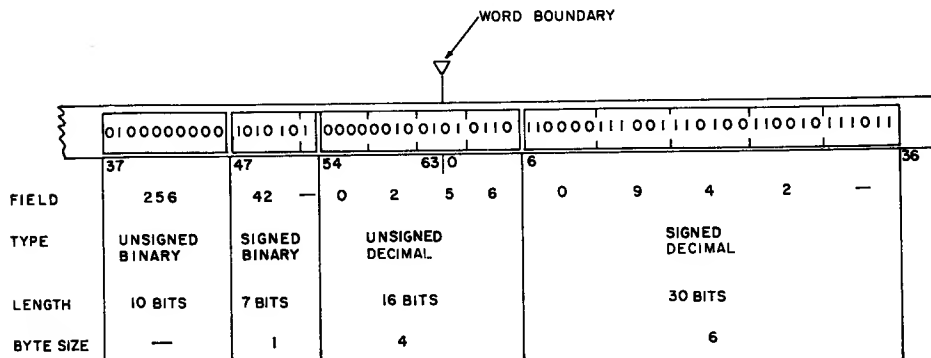 WORD BOUNDARY
0100000000 1010101 0000001001010110 110000111001110100110010111011
37 47 54 63 0 6 36
FIELD 256 42 — 0 2 5 6 0 9 4 2 —
TYPE UNSIGNED BINARY SIGNED BINARY UNSIGNED DECIMAL SIGNED DECIMAL
LENGTH 10 BITS 7 BITS 16 BITS 30 BITS
BYTE SIZE — 1 4 6